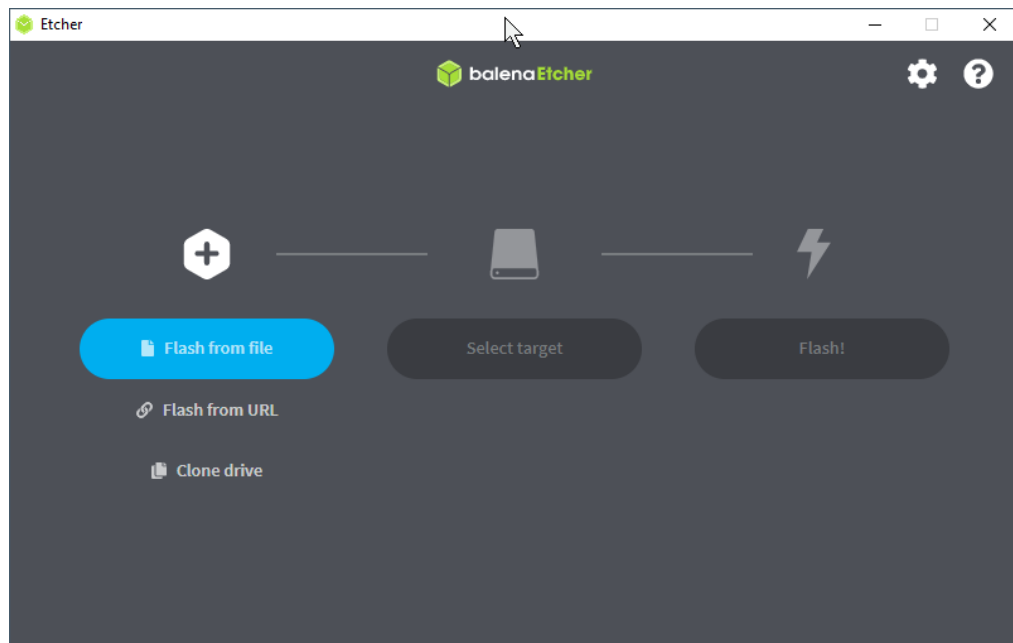 Etcher
balenaEtcher
Flash from file
Select target
Flash!
Flash from URL
Clone drive